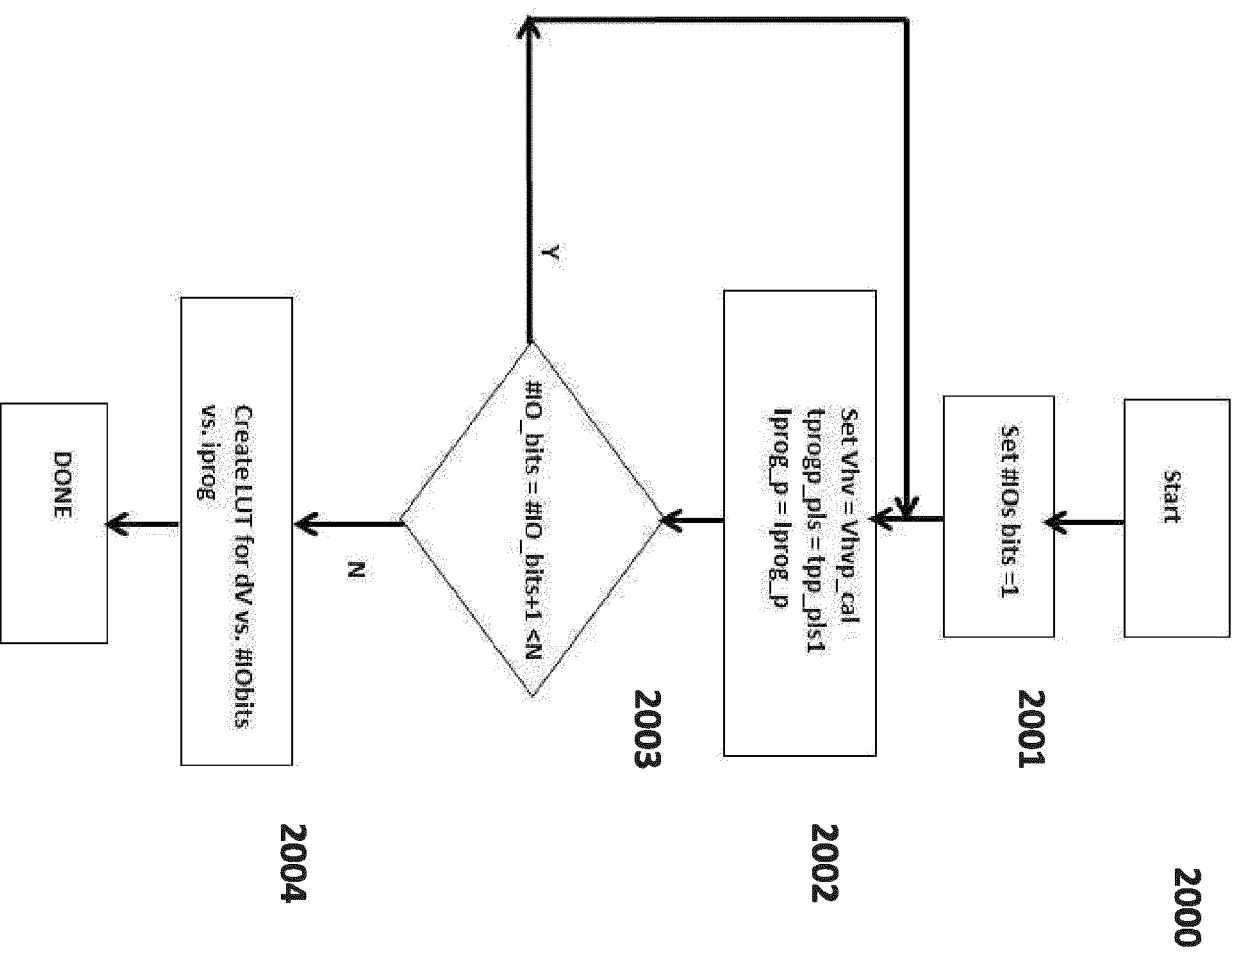 Start
2000
Set #IOs bits =1
2001
Set Vhv = Vhvp_cal
tprogp_pls = tpp_pls1
Iprog_p = Iprog_p
2002
#IO_bits = #IO_bits+1 <N
2003
Y
N
Create LUT for dV vs. #IObits
vs. iprog
2004
DONE